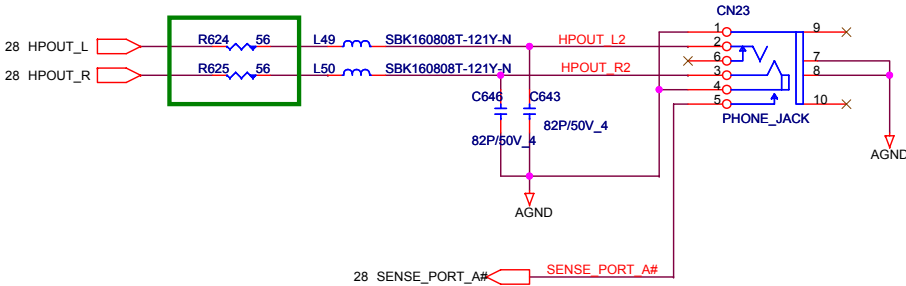 CN23
28 HPOUT_L
R624 56
L49 SBK160808T-121Y-N
HPOUT_L2
1
2
6
3
4
5
9
7
8
10
28 HPOUT_R
R625 56
L50 SBK160808T-121Y-N
HPOUT_R2
C646
C643
82P/50V_4
82P/50V_4
PHONE_JACK
AGND
AGND
28 SENSE_PORT_A#
SENSE_PORT_A#